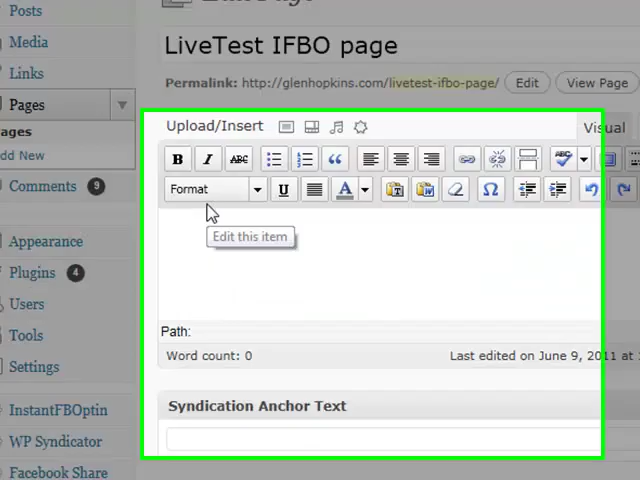 Posts
Media
Links
Pages
ages
dd New
Comments 9
Appearance
Plugins 4
Users
Tools
Settings
InstantFBOptin
WP Syndicator
Facebook Share
LiveTest IFBO page
Permalink: http://glenhopkins.com/livetest-ifbo-page/ Edit View Page
Upload/Insert Visual
B I ABC ABC
Format U A
Edit this item
Path:
Word count: 0 Last edited on June 9, 2011 at
Syndication Anchor Text